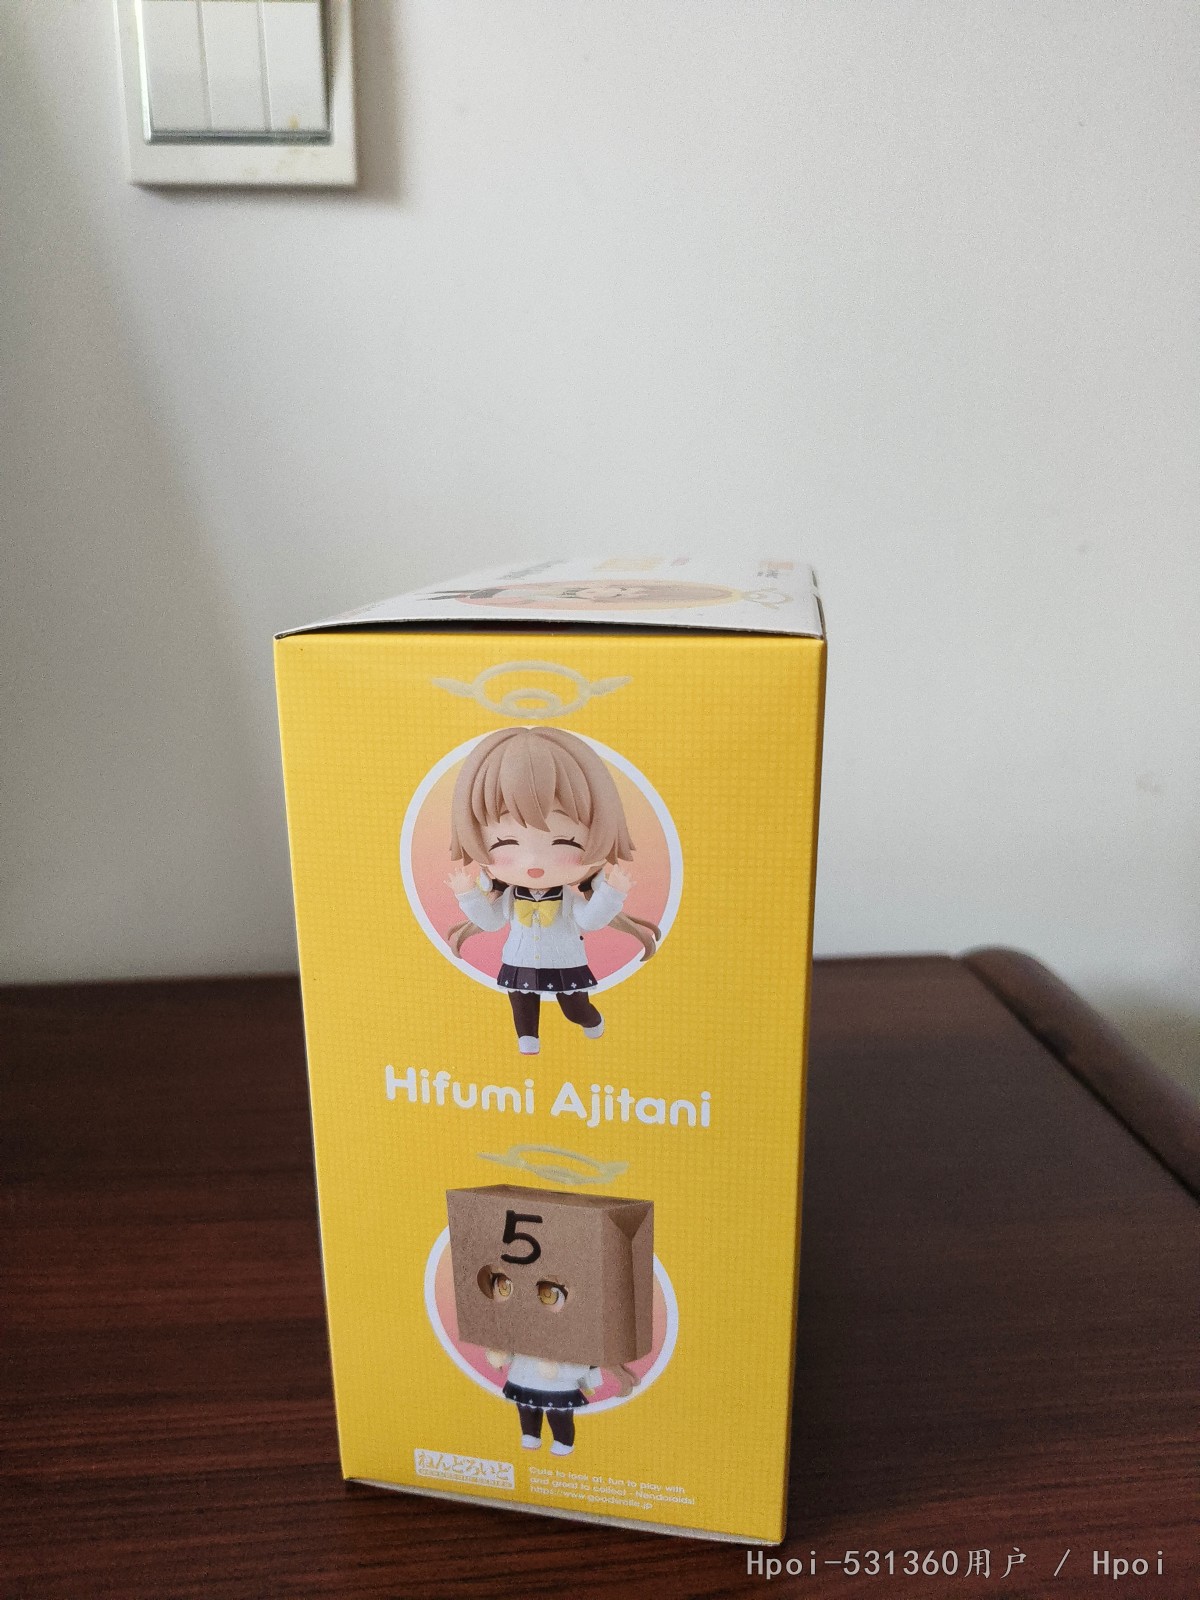 Hifumi Ajitani
5
ねんどろいど
Cute to look at, fun to play with
and great to collect - Nendoroids!
https://www.goodsmile.jp
Hpoi-531360用户 / Hpoi